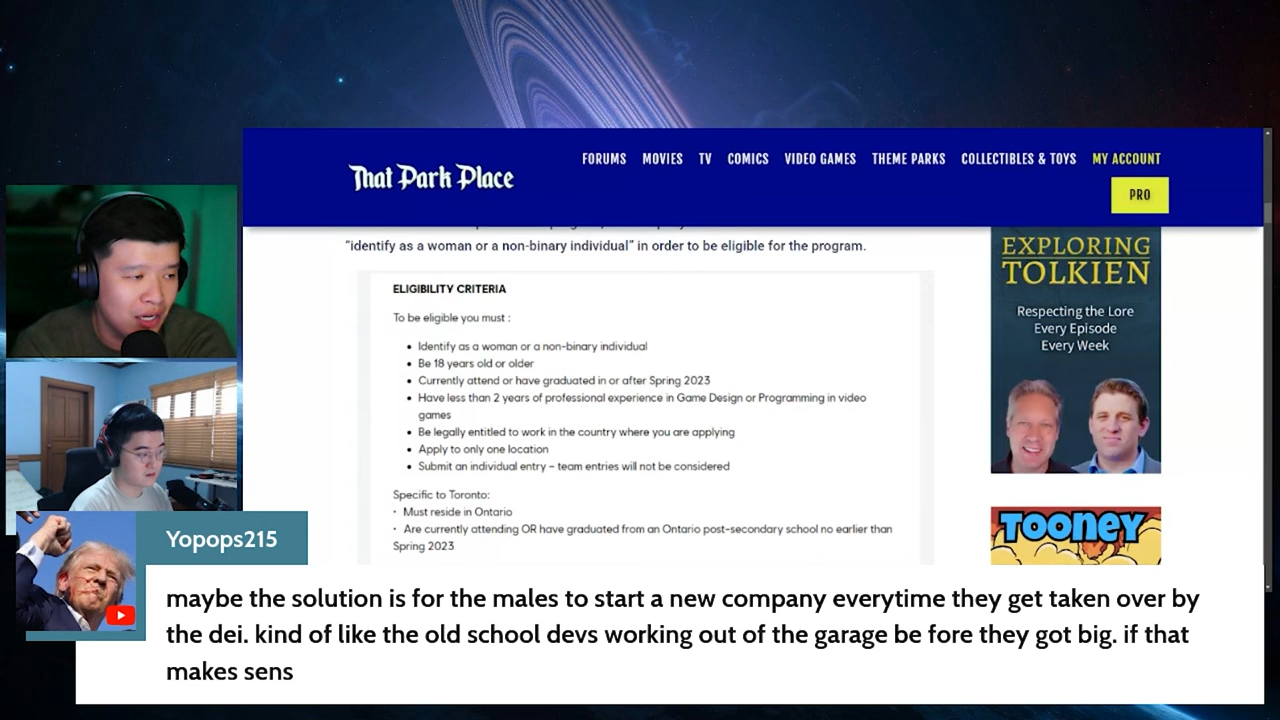 That Park Place
FORUMS MOVIES TV COMICS VIDEO GAMES THEME PARKS COLLECTIBLES & TOYS MY ACCOUNT
PRO
“identify as a woman or a non-binary individual” in order to be eligible for the program.
ELIGIBILITY CRITERIA
To be eligible you must :
• Identify as a woman or a non-binary individual
• Be 18 years old or older
• Currently attend or have graduated in or after Spring 2023
• Have less than 2 years of professional experience in Game Design or Programming in video
games
• Be legally entitled to work in the country where you are applying
• Apply to only one location
• Submit an individual entry – team entries will not be considered
Specific to Toronto:
• Must reside in Ontario
• Are currently attending OR have graduated from an Ontario post-secondary school no earlier than
Spring 2023
EXPLORING
TOLKIEN
Respecting the Lore
Every Episode
Every Week
TOONEY
Yopops215
maybe the solution is for the males to start a new company everytime they get taken over by
the dei. kind of like the old school devs working out of the garage be fore they got big. if that
makes sens